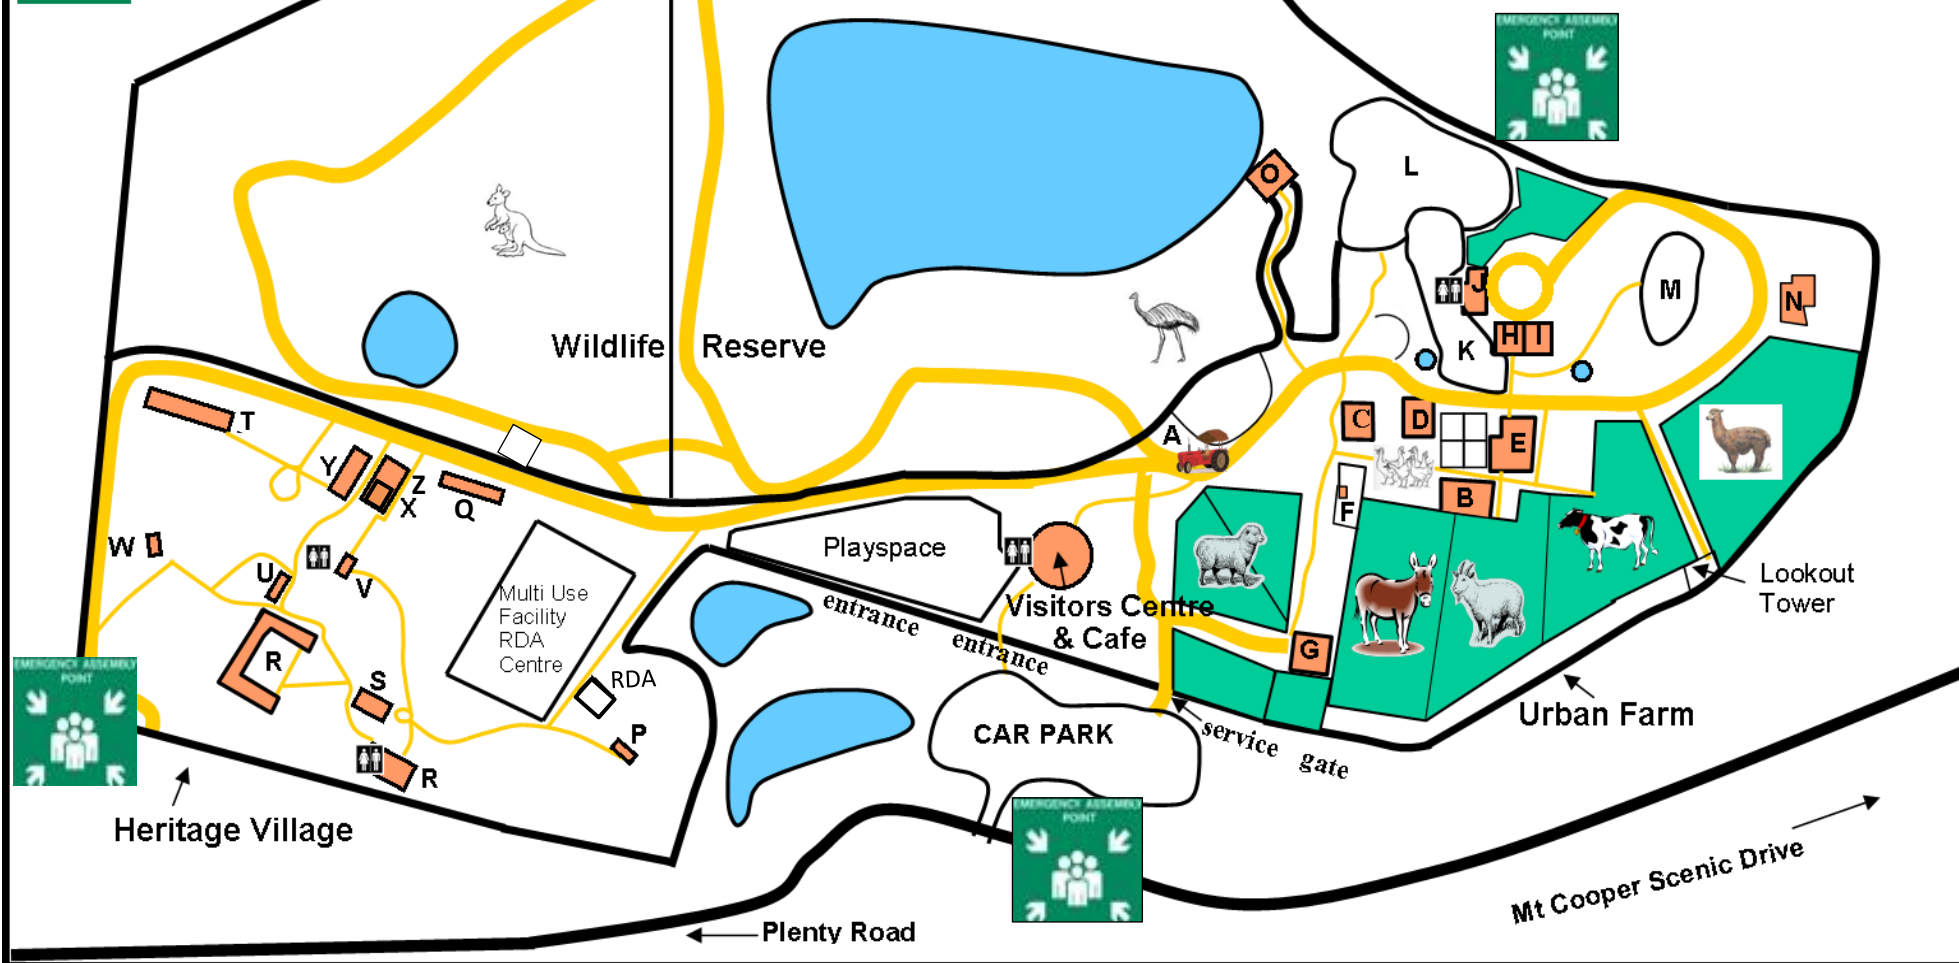 EMERGENCY ASSEMBLY
POINT
L
O
J
M
N
H I
K
Wildlife Reserve
C
D
E
A
T
Y
Z
X
Q
B
F
W
Playspace
U
V
Multi Use
Facility
RDA
Centre
Visitors Centre
& Cafe
entrance
entrance
Lookout
Tower
R
G
S
RDA
EMERGENCY ASSEMBLY
POINT
P
R
CAR PARK
service gate
Urban Farm
Heritage Village
EMERGENCY ASSEMBLY
POINT
Mt Cooper Scenic Drive
Plenty Road